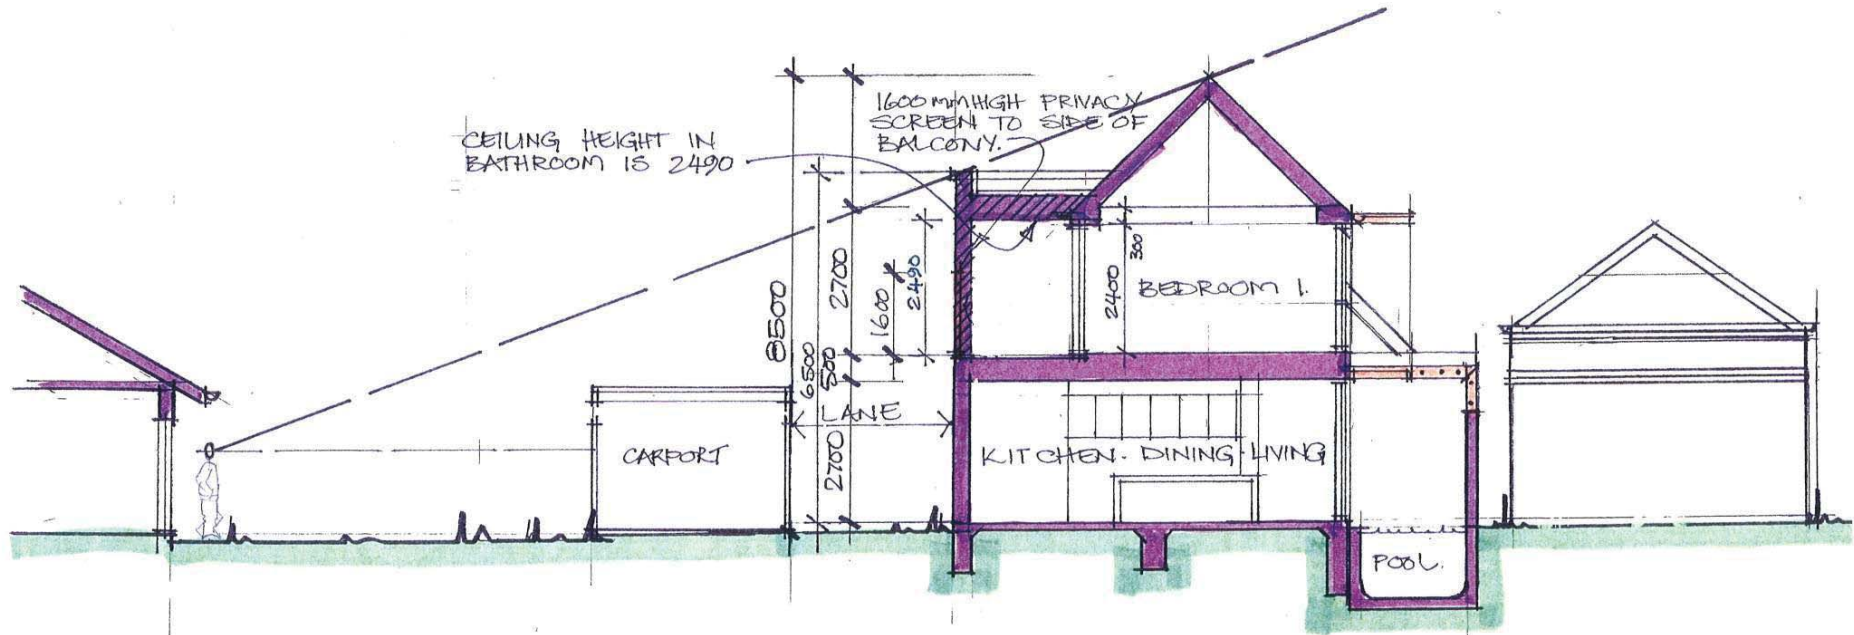 1600 mm HIGH PRIVACY
SCREEN TO SIDE OF
BALCONY.
CEILING HEIGHT IN
BATHROOM IS 2490
8500
6500
2700
500
2700
1600
2490
2400
300
BEDROOM 1.
LANE
CARPORT
KITCHEN - DINING - LIVING
POOL.